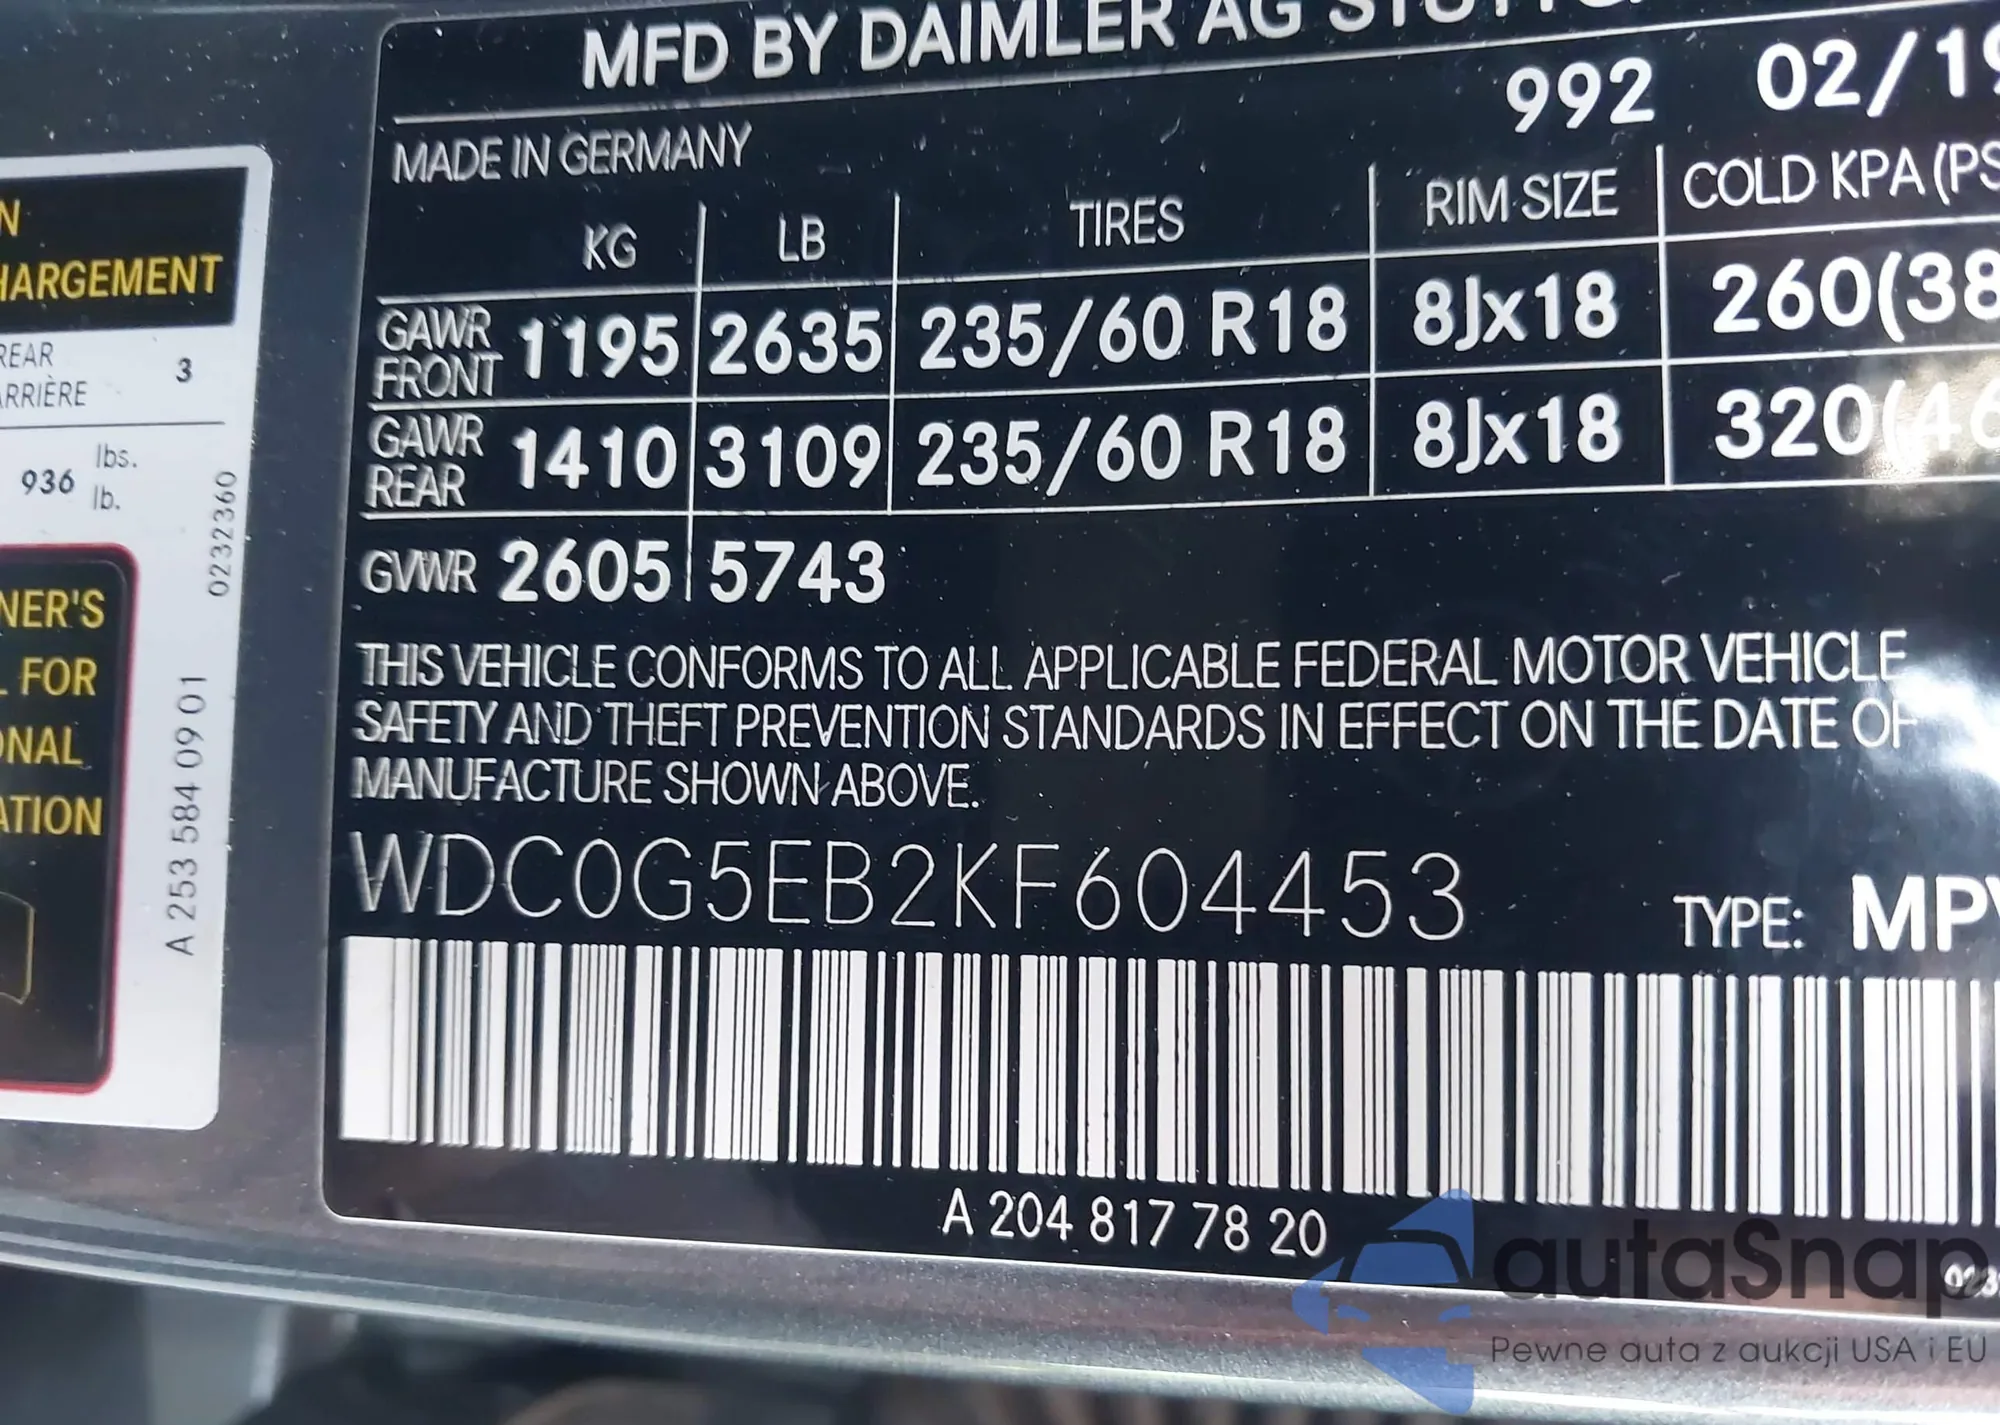 MFD BY DAIMLER AG
992 02/19
MADE IN GERMANY
KG LB TIRES RIM SIZE COLD KPA (PS
GAWR FRONT 1195 2635 235/60 R18 8Jx18 260(38
GAWR REAR 1410 3109 235/60 R18 8Jx18 320(46
GVWR 2605 5743
THIS VEHICLE CONFORMS TO ALL APPLICABLE FEDERAL MOTOR VEHICLE
SAFETY AND THEFT PREVENTION STANDARDS IN EFFECT ON THE DATE OF
MANUFACTURE SHOWN ABOVE.
WDC0G5EB2KF604453
TYPE: MPV
A 204 817 78 20
N
HARGEMENT
REAR
ARRIÈRE
3
936 lbs.
lb.
0232360
NER'S
L FOR
ONAL
ATION
A 253 584 09 01
autaSnap
Pewne auta z aukcji USA i EU